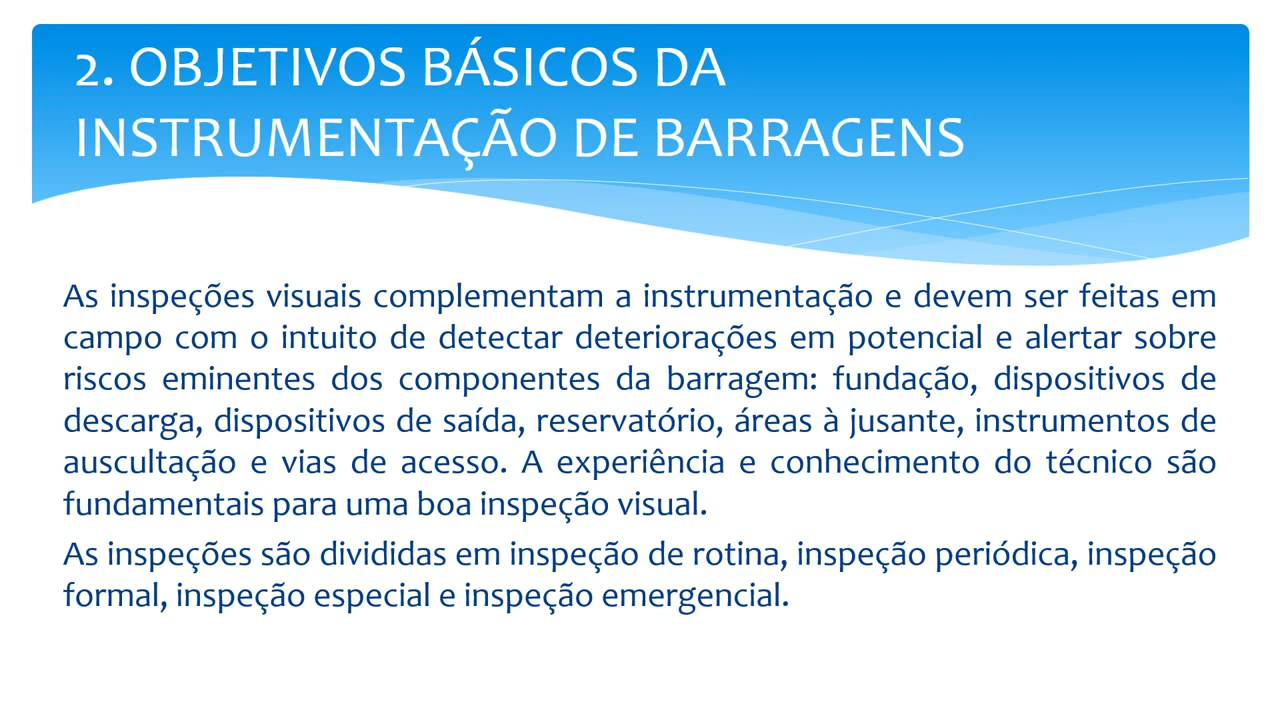 2. OBJETIVOS BÁSICOS DA
INSTRUMENTAÇÃO DE BARRAGENS
As inspeções visuais complementam a instrumentação e devem ser feitas em
campo com o intuito de detectar deteriorações em potencial e alertar sobre
riscos eminentes dos componentes da barragem: fundação, dispositivos de
descarga, dispositivos de saída, reservatório, áreas à jusante, instrumentos de
auscultação e vias de acesso. A experiência e conhecimento do técnico são
fundamentais para uma boa inspeção visual.
As inspeções são divididas em inspeção de rotina, inspeção periódica, inspeção
formal, inspeção especial e inspeção emergencial.